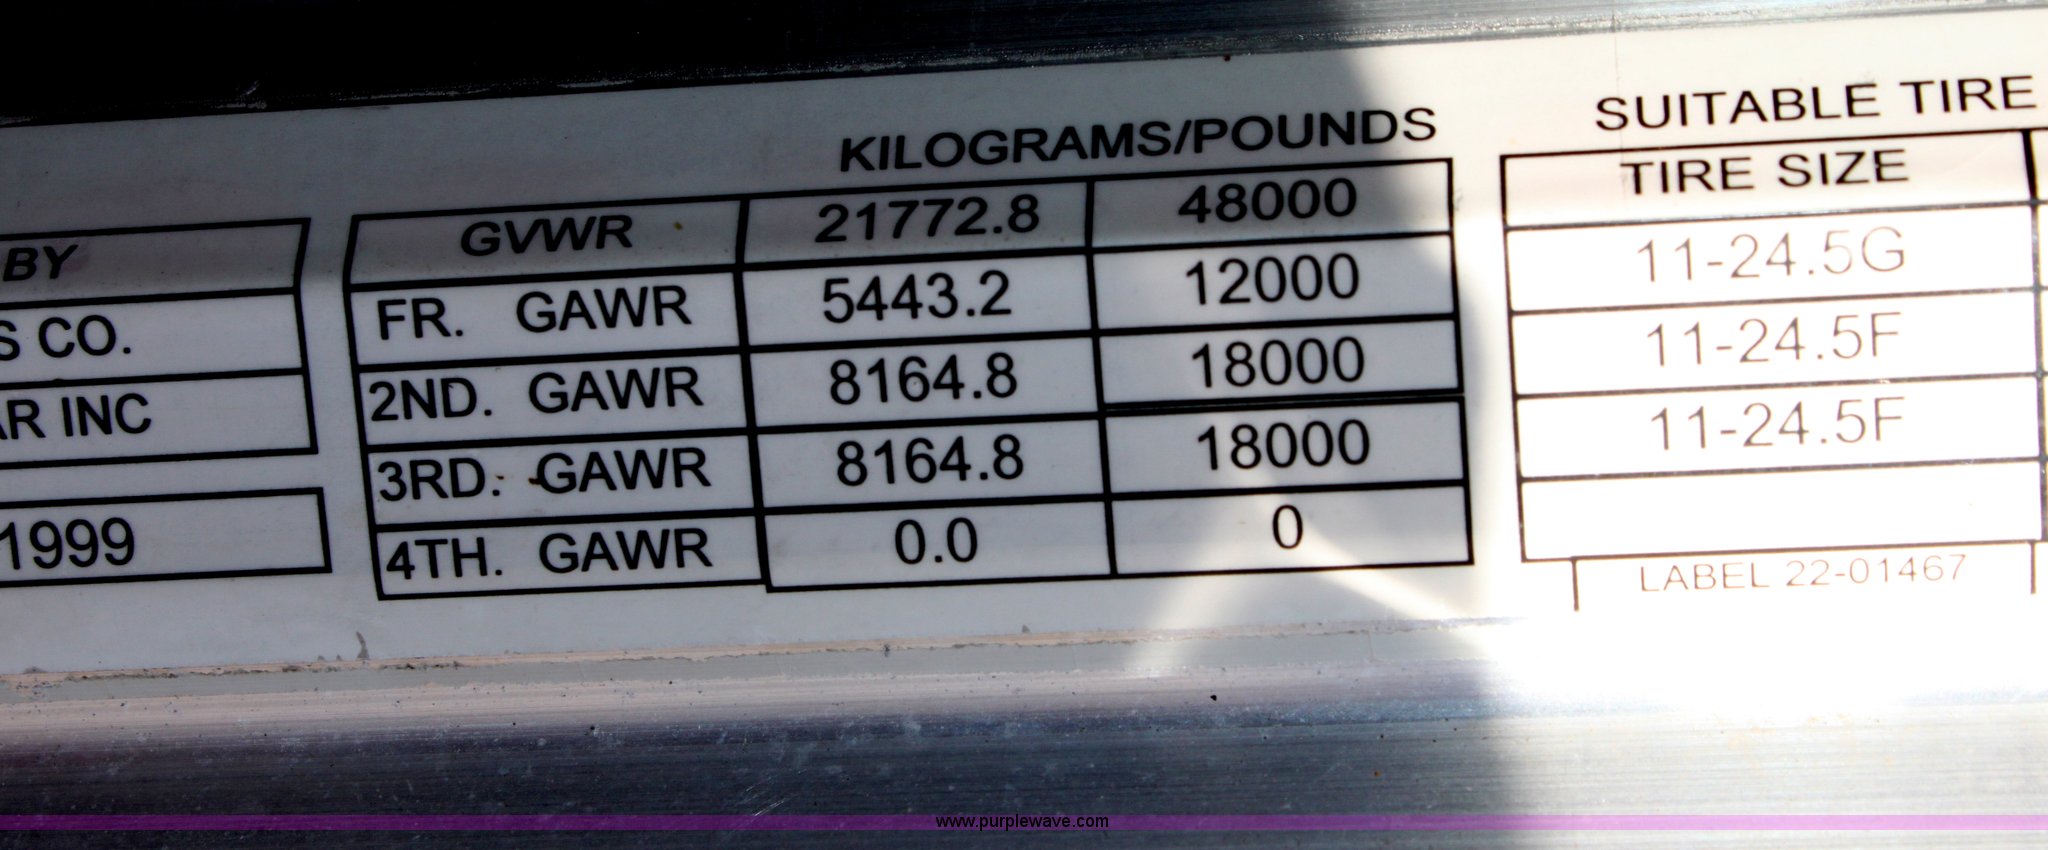 BY
S CO.
AR INC
1999
KILOGRAMS/POUNDS
GVWR 21772.8 48000
FR. GAWR 5443.2 12000
2ND. GAWR 8164.8 18000
3RD. GAWR 8164.8 18000
4TH. GAWR 0.0 0
SUITABLE TIRE
TIRE SIZE
11-24.5G
11-24.5F
11-24.5F
LABEL 22-01467
www.purplewave.com